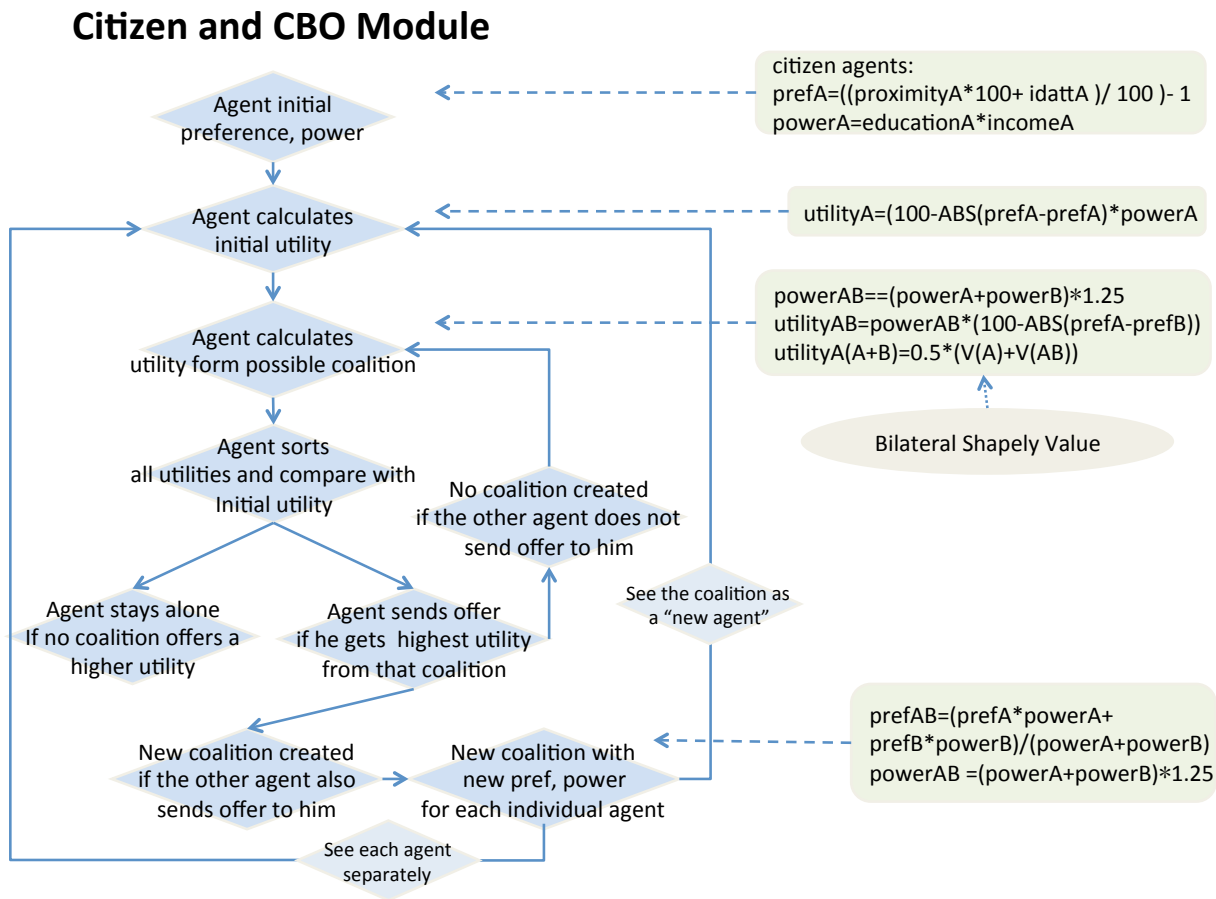 Citizen and CBO Module
Agent initial
preference, power
citizen agents:
prefA=((proximityA*100+ idattA )/ 100 )- 1
powerA=educationA*incomeA
Agent calculates
initial utility
utilityA=(100-ABS(prefA-prefA)*powerA
Agent calculates
utility form possible coalition
powerAB==(powerA+powerB)*1.25
utilityAB=powerAB*(100-ABS(prefA-prefB))
utilityA(A+B)=0.5*(V(A)+V(AB))
Bilateral Shapely Value
Agent sorts
all utilities and compare with
Initial utility
No coalition created
if the other agent does not
send offer to him
See the coalition as
a “new agent”
Agent stays alone
If no coalition offers a
higher utility
Agent sends offer
if he gets highest utility
from that coalition
New coalition created
if the other agent also
sends offer to him
New coalition with
new pref, power
for each individual agent
prefAB=(prefA*powerA+
prefB*powerB)/(powerA+powerB)
powerAB =(powerA+powerB)*1.25
See each agent
separately